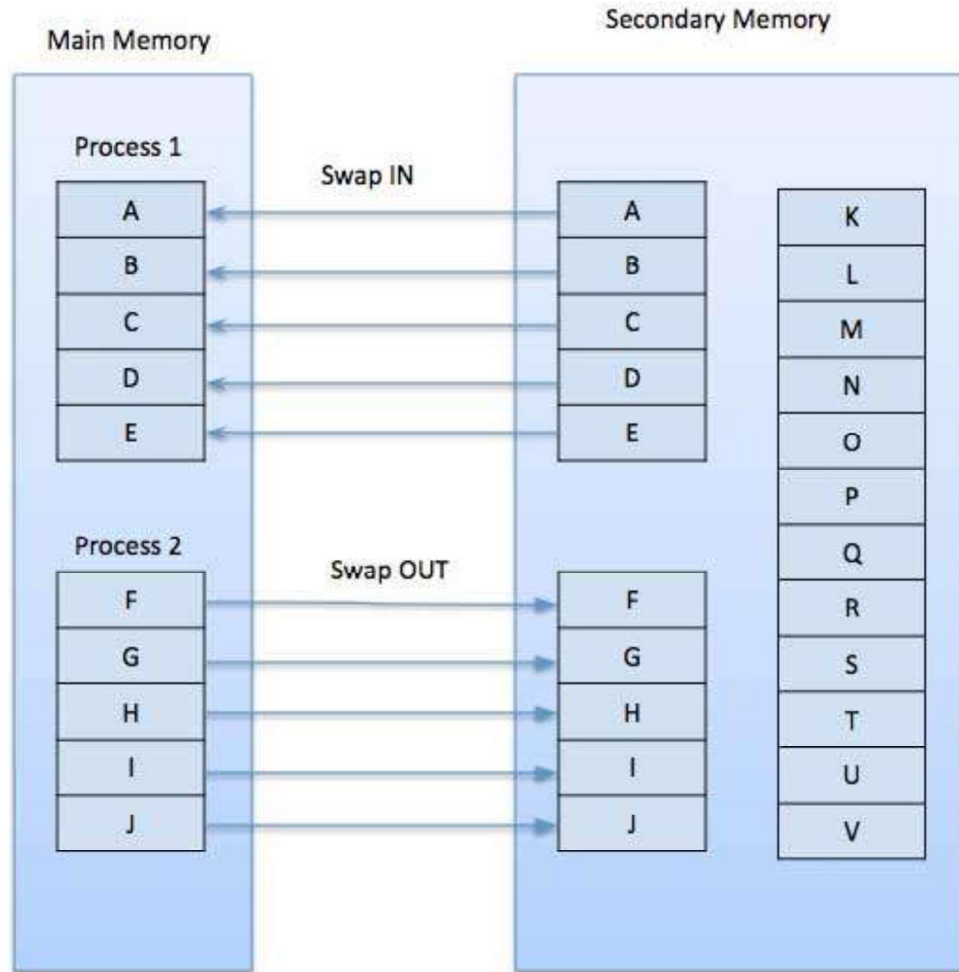 Main Memory
Secondary Memory
Process 1
Swap IN
A
B
C
D
E
Process 2
Swap OUT
F
G
H
I
J
A
B
C
D
E
F
G
H
I
J
K
L
M
N
O
P
Q
R
S
T
U
V